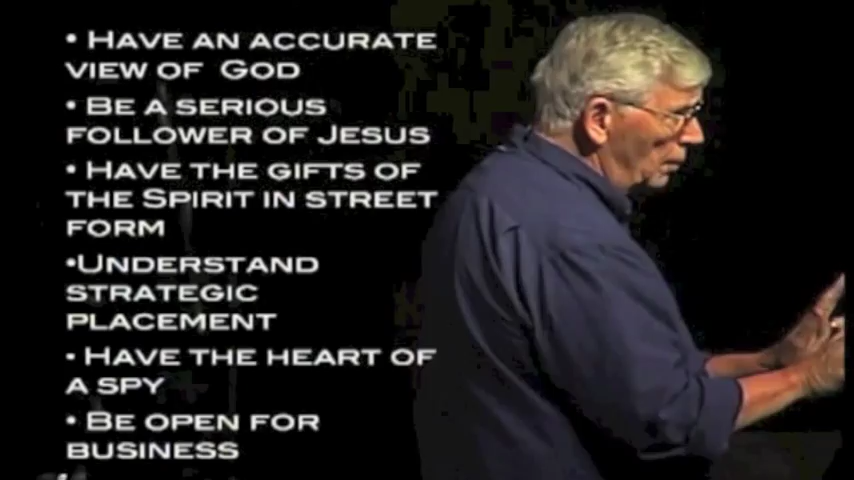 • Have an accurate
view of God
• Be a serious
follower of Jesus
• Have the gifts of
the Spirit in street
form
•Understand
strategic
placement
• Have the heart of
a spy
• Be open for
business